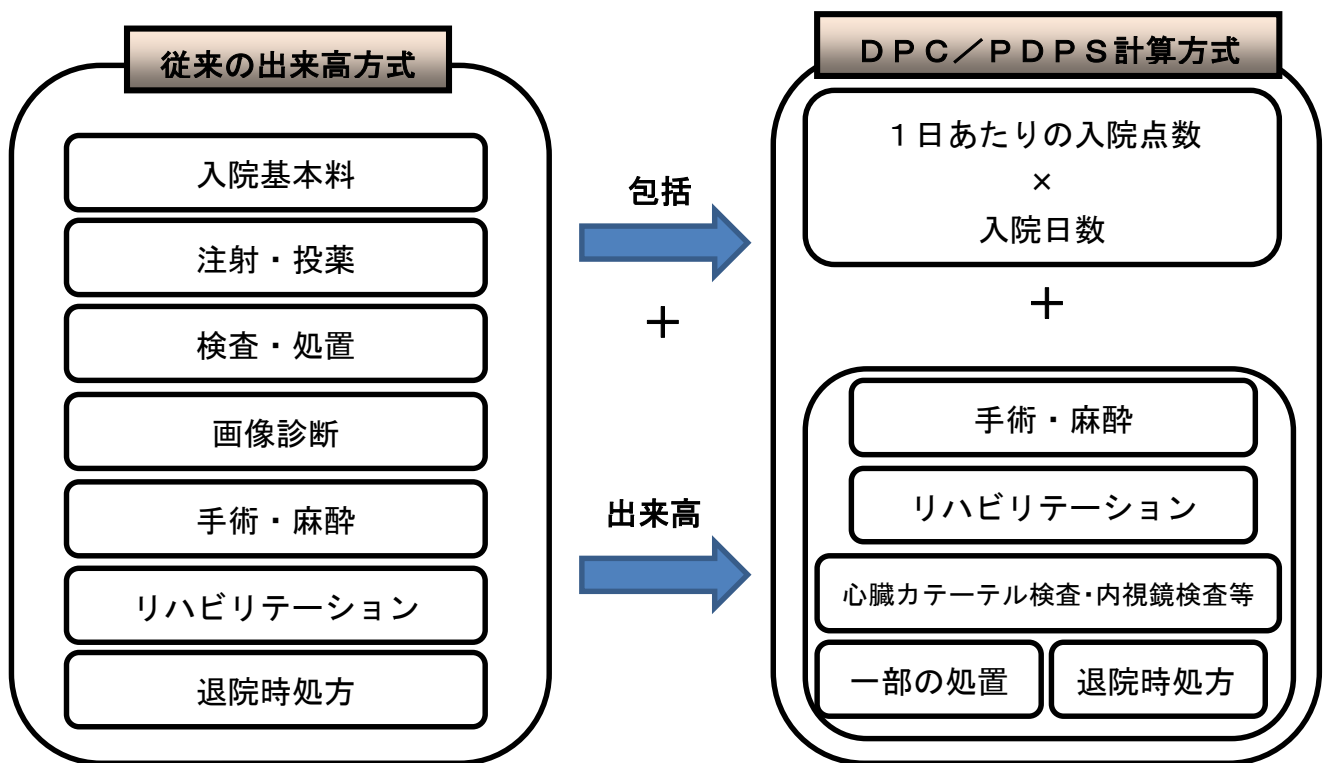 従来の出来高方式
入院基本料
注射・投薬
検査・処置
画像診断
手術・麻酔
リハビリテーション
退院時処方
包括
＋
出来高
ＤＰＣ／ＰＤＰＳ計算方式
１日あたりの入院点数
×
入院日数
＋
手術・麻酔
リハビリテーション
心臓カテーテル検査・内視鏡検査等
一部の処置
退院時処方